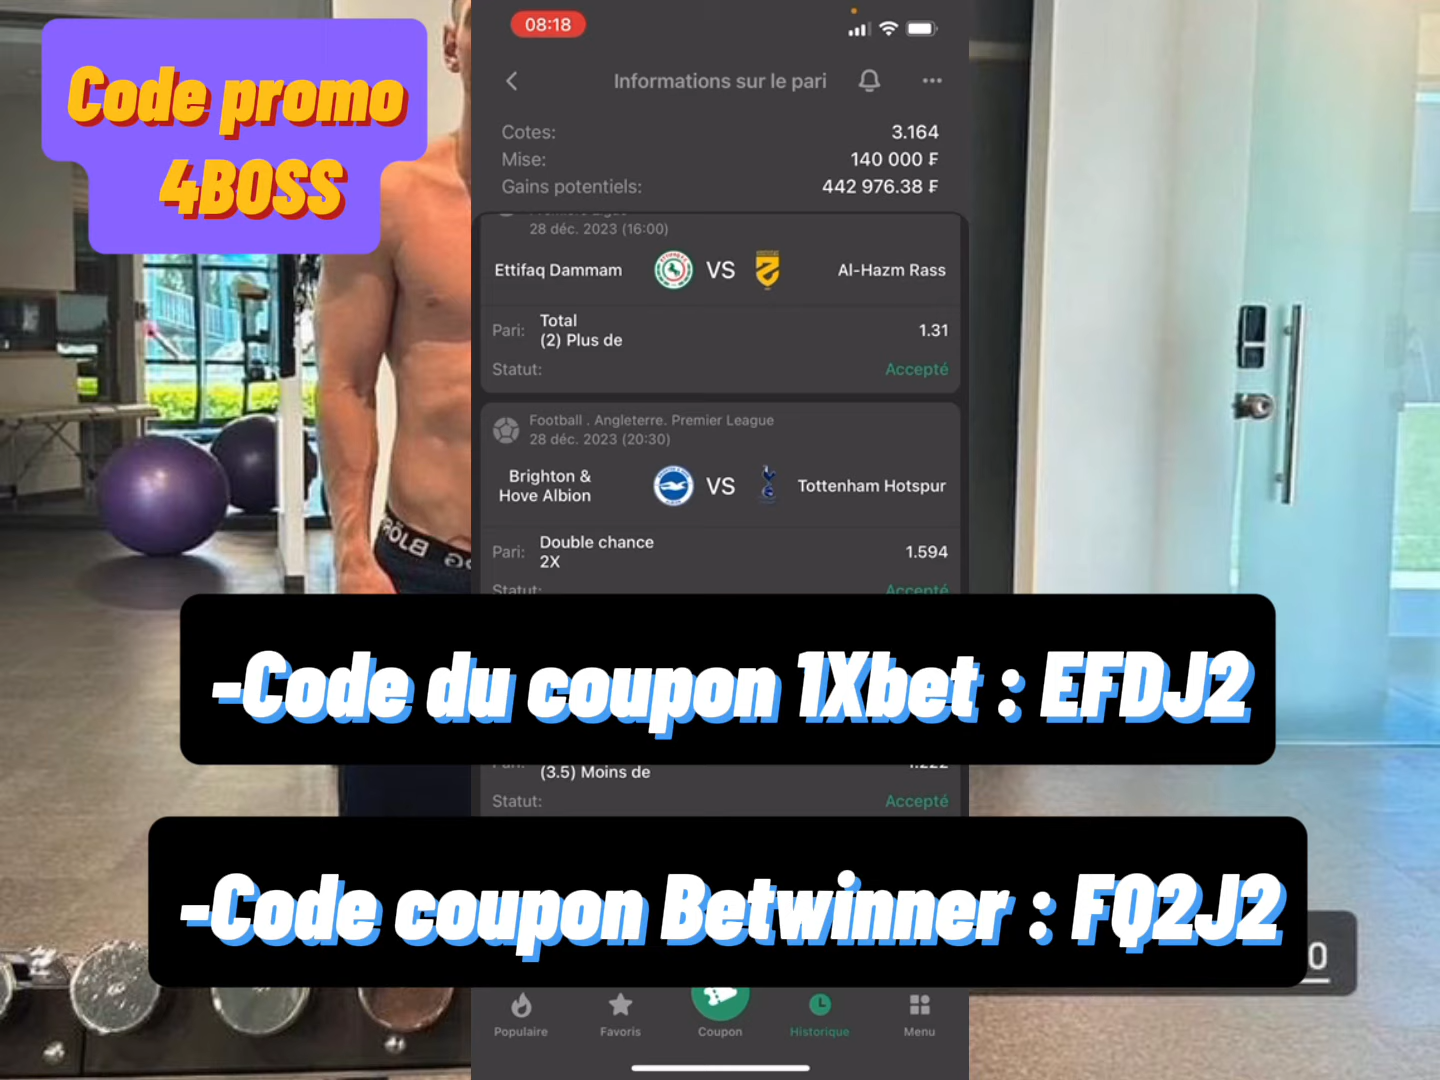 Code promo
4BOSS
08:18
Informations sur le pari
Cotes: 3.164
Mise: 140 000 ₣
Gains potentiels: 442 976.38 ₣
28 déc. 2023 (16:00)
Ettifaq Dammam VS Al-Hazm Rass
Pari: Total
(2) Plus de 1.31
Statut: Accepté
Football . Angleterre. Premier League
28 déc. 2023 (20:30)
Brighton &
Hove Albion VS Tottenham Hotspur
Pari: Double chance
2X 1.594
Statut: Accepté
-Code du coupon 1Xbet : EFDJ2
(3.5) Moins de
Statut: Accepté
-Code coupon Betwinner : FQ2J2
Populaire Favoris Coupon Historique Menu